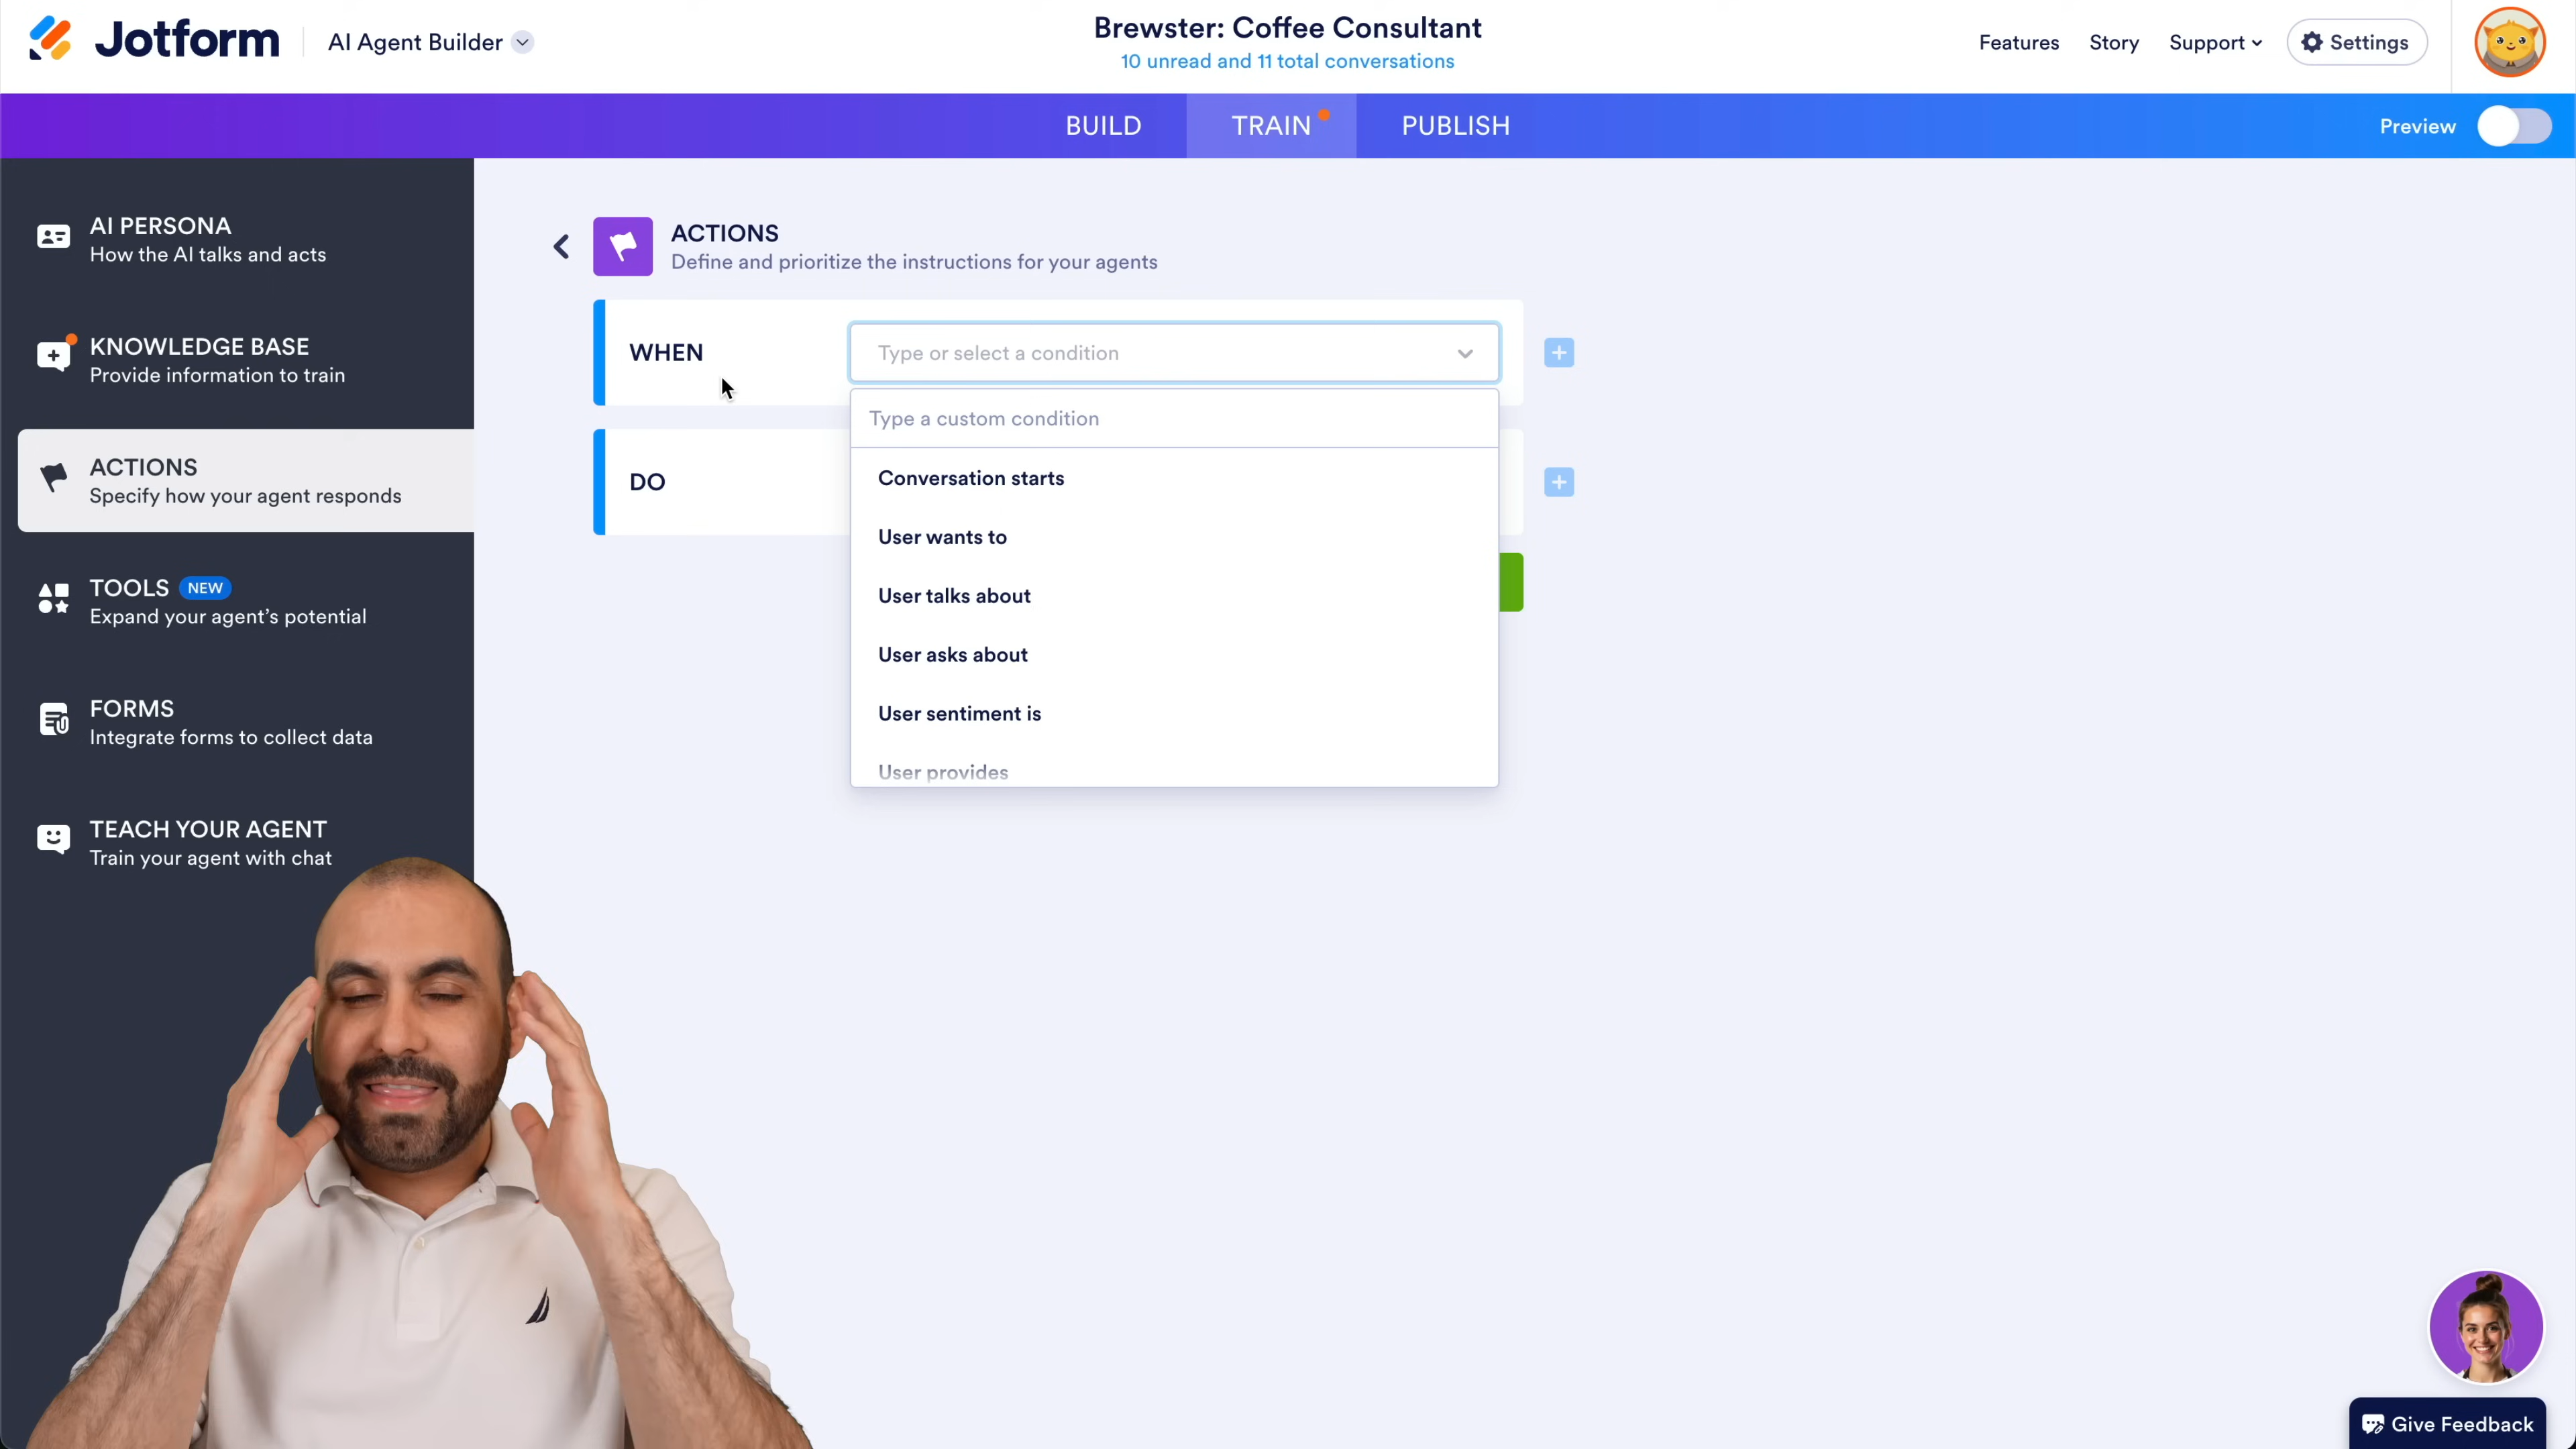 Jotform
AI Agent Builder
Brewster: Coffee Consultant
10 unread and 11 total conversations
Features
Story
Support
Settings
BUILD
TRAIN
PUBLISH
Preview
AI PERSONA
How the AI talks and acts
KNOWLEDGE BASE
Provide information to train
ACTIONS
Specify how your agent responds
TOOLS NEW
Expand your agent's potential
FORMS
Integrate forms to collect data
TEACH YOUR AGENT
Train your agent with chat
ACTIONS
Define and prioritize the instructions for your agents
WHEN
Type or select a condition
Type a custom condition
Conversation starts
User wants to
User talks about
User asks about
User sentiment is
User provides
DO
Give Feedback